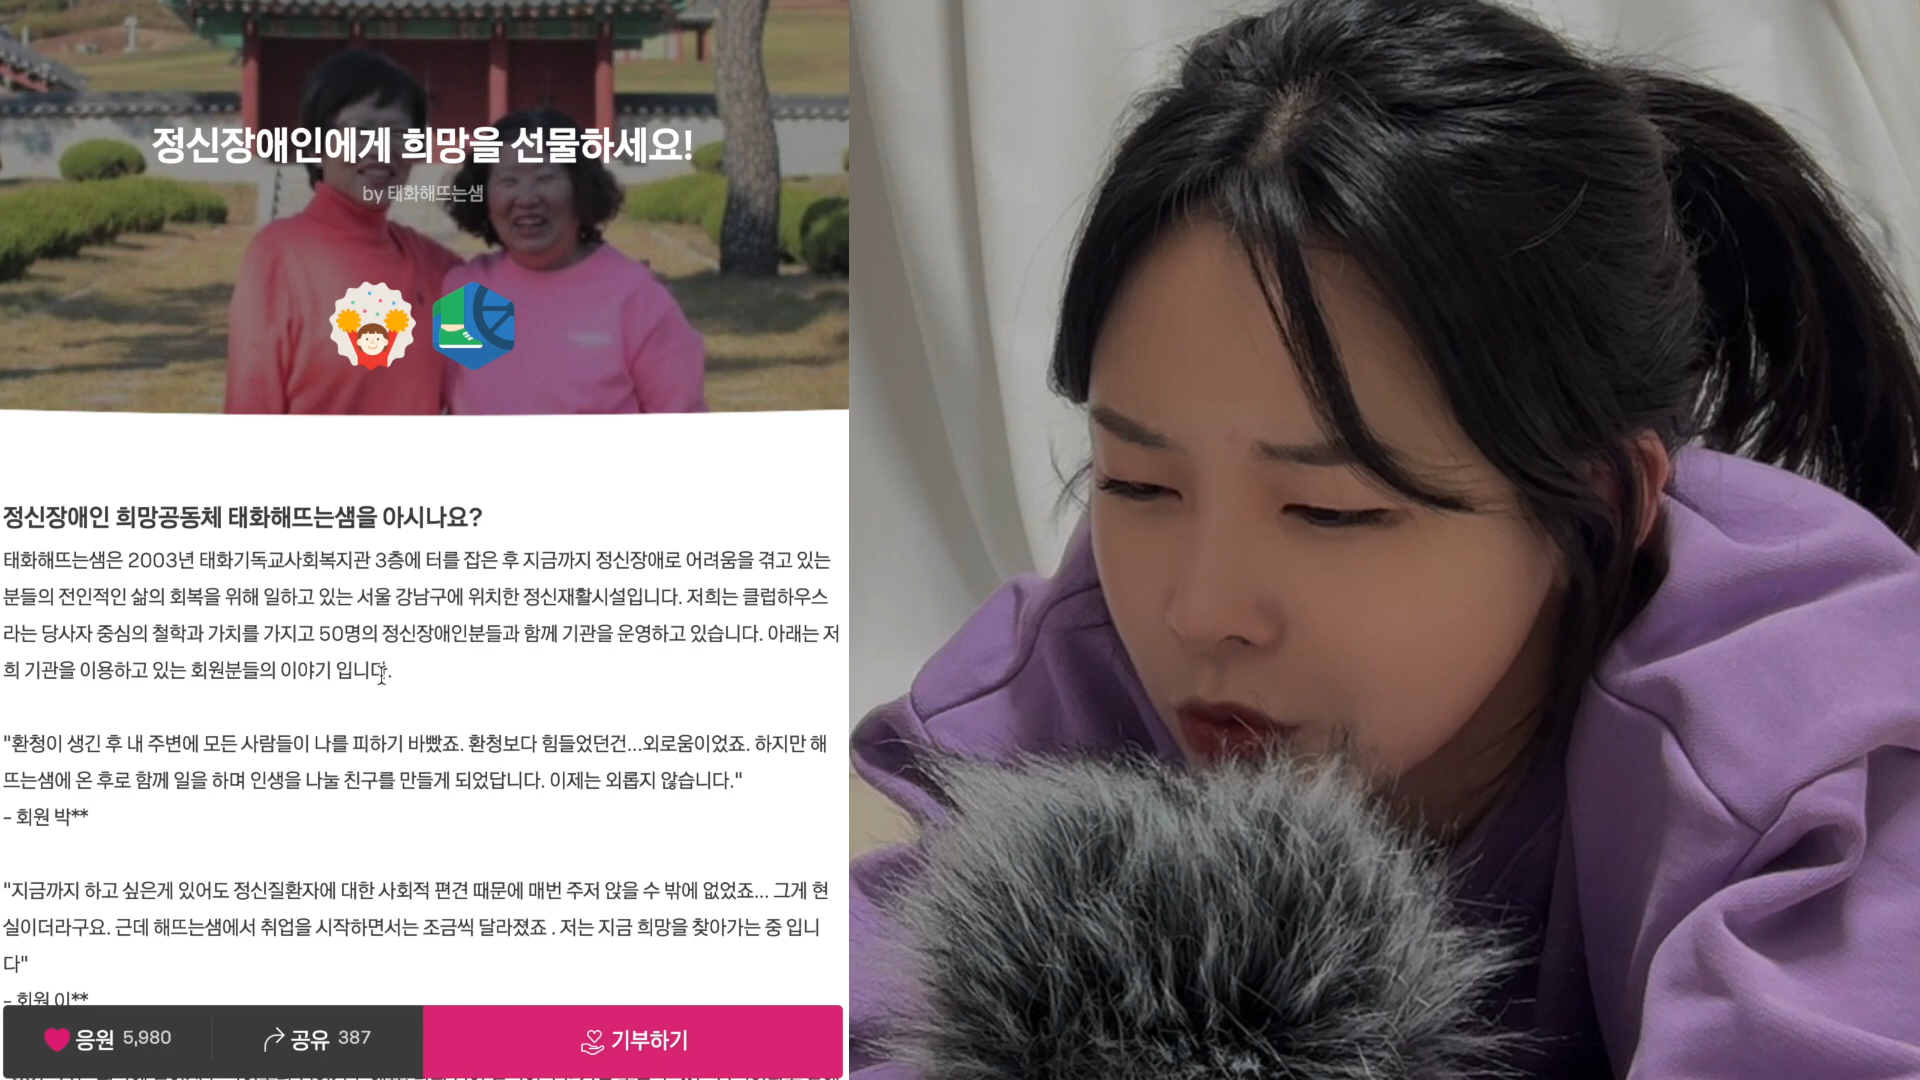 정신장애인에게 희망을 선물하세요!
by 태화해뜨는샘
정신장애인 희망공동체 태화해뜨는샘을 아시나요?
태화해뜨는샘은 2003년 태화기독교사회복지관 3층에 터를 잡은 후 지금까지 정신장애로 어려움을 겪고 있는
분들의 전인적인 삶의 회복을 위해 일하고 있는 서울 강남구에 위치한 정신재활시설입니다. 저희는 클럽하우스
라는 당사자 중심의 철학과 가치를 가지고 50명의 정신장애인분들과 함께 기관을 운영하고 있습니다. 아래는 저
희 기관을 이용하고 있는 회원분들의 이야기 입니다.
"환청이 생긴 후 내 주변에 모든 사람들이 나를 피하기 바빴죠. 환청보다 힘들었던건...외로움이었죠. 하지만 해
뜨는샘에 온 후로 함께 일을 하며 인생을 나눌 친구를 만들게 되었답니다. 이제는 외롭지 않습니다."
- 회원 박**
"지금까지 하고 싶은게 있어도 정신질환자에 대한 사회적 편견 때문에 매번 주저 앉을 수 밖에 없었죠... 그게 현
실이더라구요. 근데 해뜨는샘에서 취업을 시작하면서는 조금씩 달라졌죠 . 저는 지금 희망을 찾아가는 중 입니
다"
- 회원 이**
응원 5,980 공유 387 기부하기